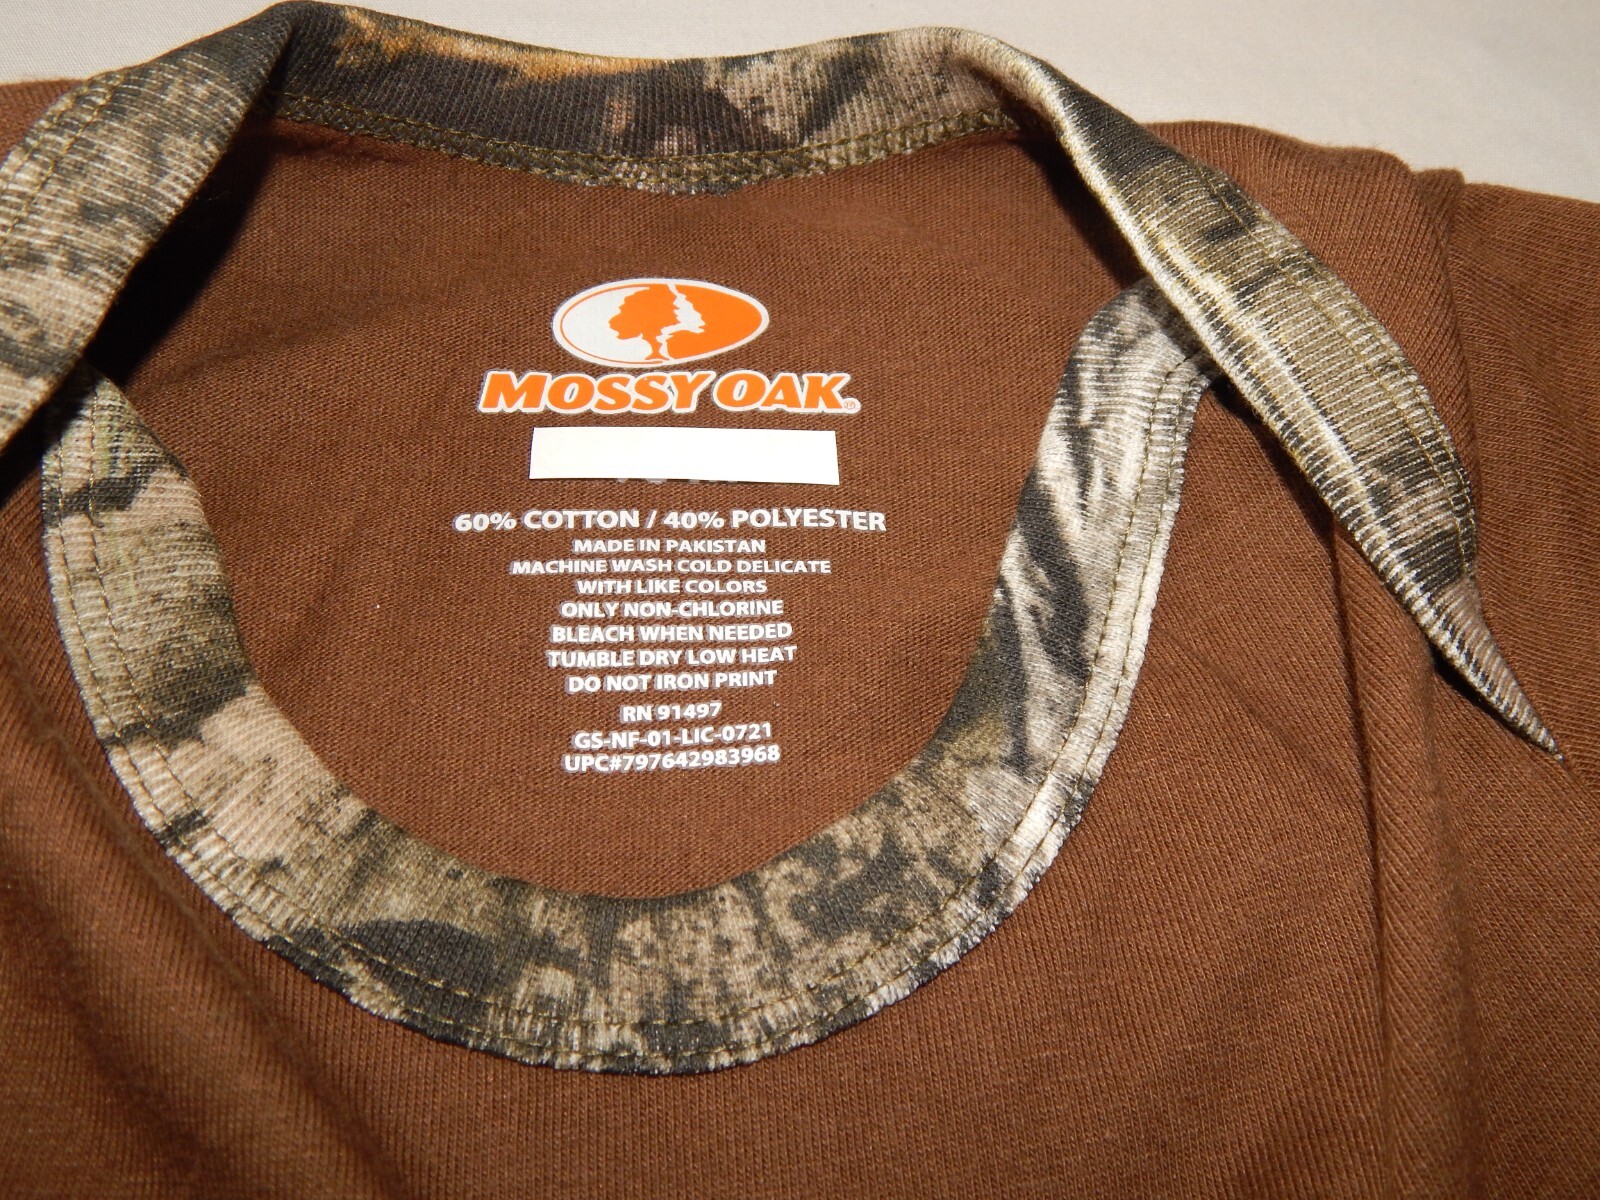 MOSSY OAK®
60% COTTON / 40% POLYESTER
MADE IN PAKISTAN
MACHINE WASH COLD DELICATE
WITH LIKE COLORS
ONLY NON-CHLORINE
BLEACH WHEN NEEDED
TUMBLE DRY LOW HEAT
DO NOT IRON PRINT
RN 91497
GS-NF-01-LIC-0721
UPC#797642983968